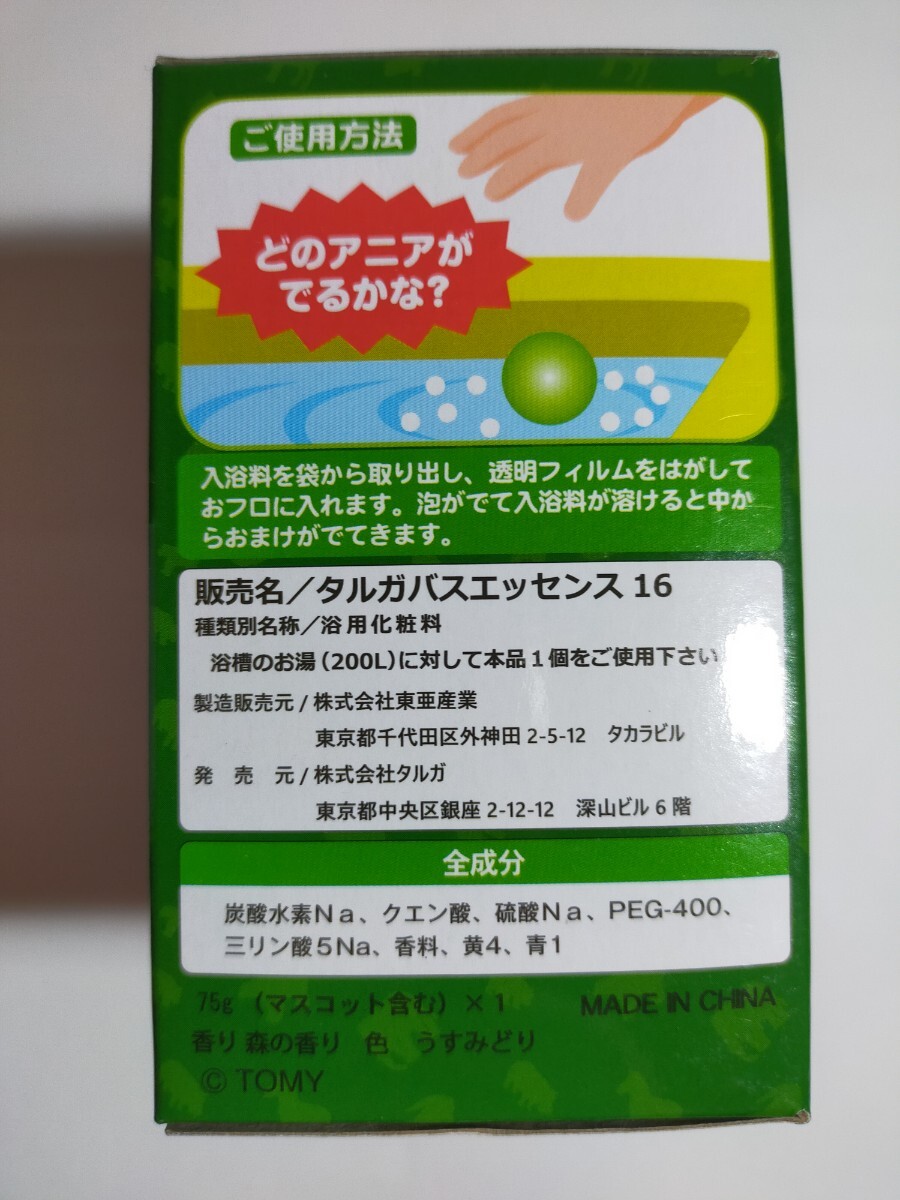 ご使用方法
どのアニアが
でるかな?
入浴料を袋から取り出し、透明フィルムをはがして
おフロに入れます。泡がでて入浴料が溶けると中か
らおまけがでてきます。
販売名/タルガバスエッセンス 16
種類別名称/浴用化粧料
浴槽のお湯(200L)に対して本品1個をご使用下さい
製造販売元/株式会社東亜産業
東京都千代田区外神田 2-5-12 タカラビル
発売元/株式会社タルガ
東京都中央区銀座 2-12-12 深山ビル 6 階
全成分
炭酸水素Na、クエン酸、硫酸Na、PEG-400、
三リン酸5Na、香料、黄4、青1
75g (マスコット含む)×1 MADE IN CHINA
香り 森の香り 色 うすみどり
© TOMY